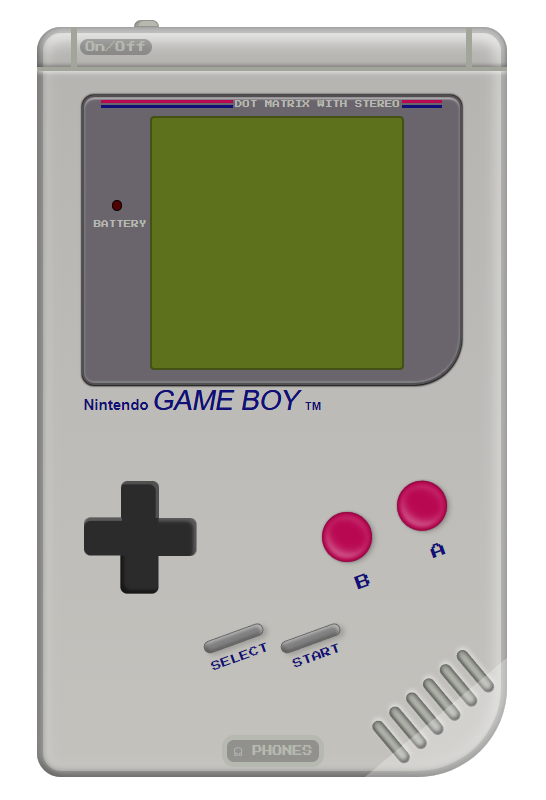 On/Off
DOT MATRIX WITH STEREO
BATTERY
Nintendo GAME BOY TM
A
B
SELECT START
PHONES